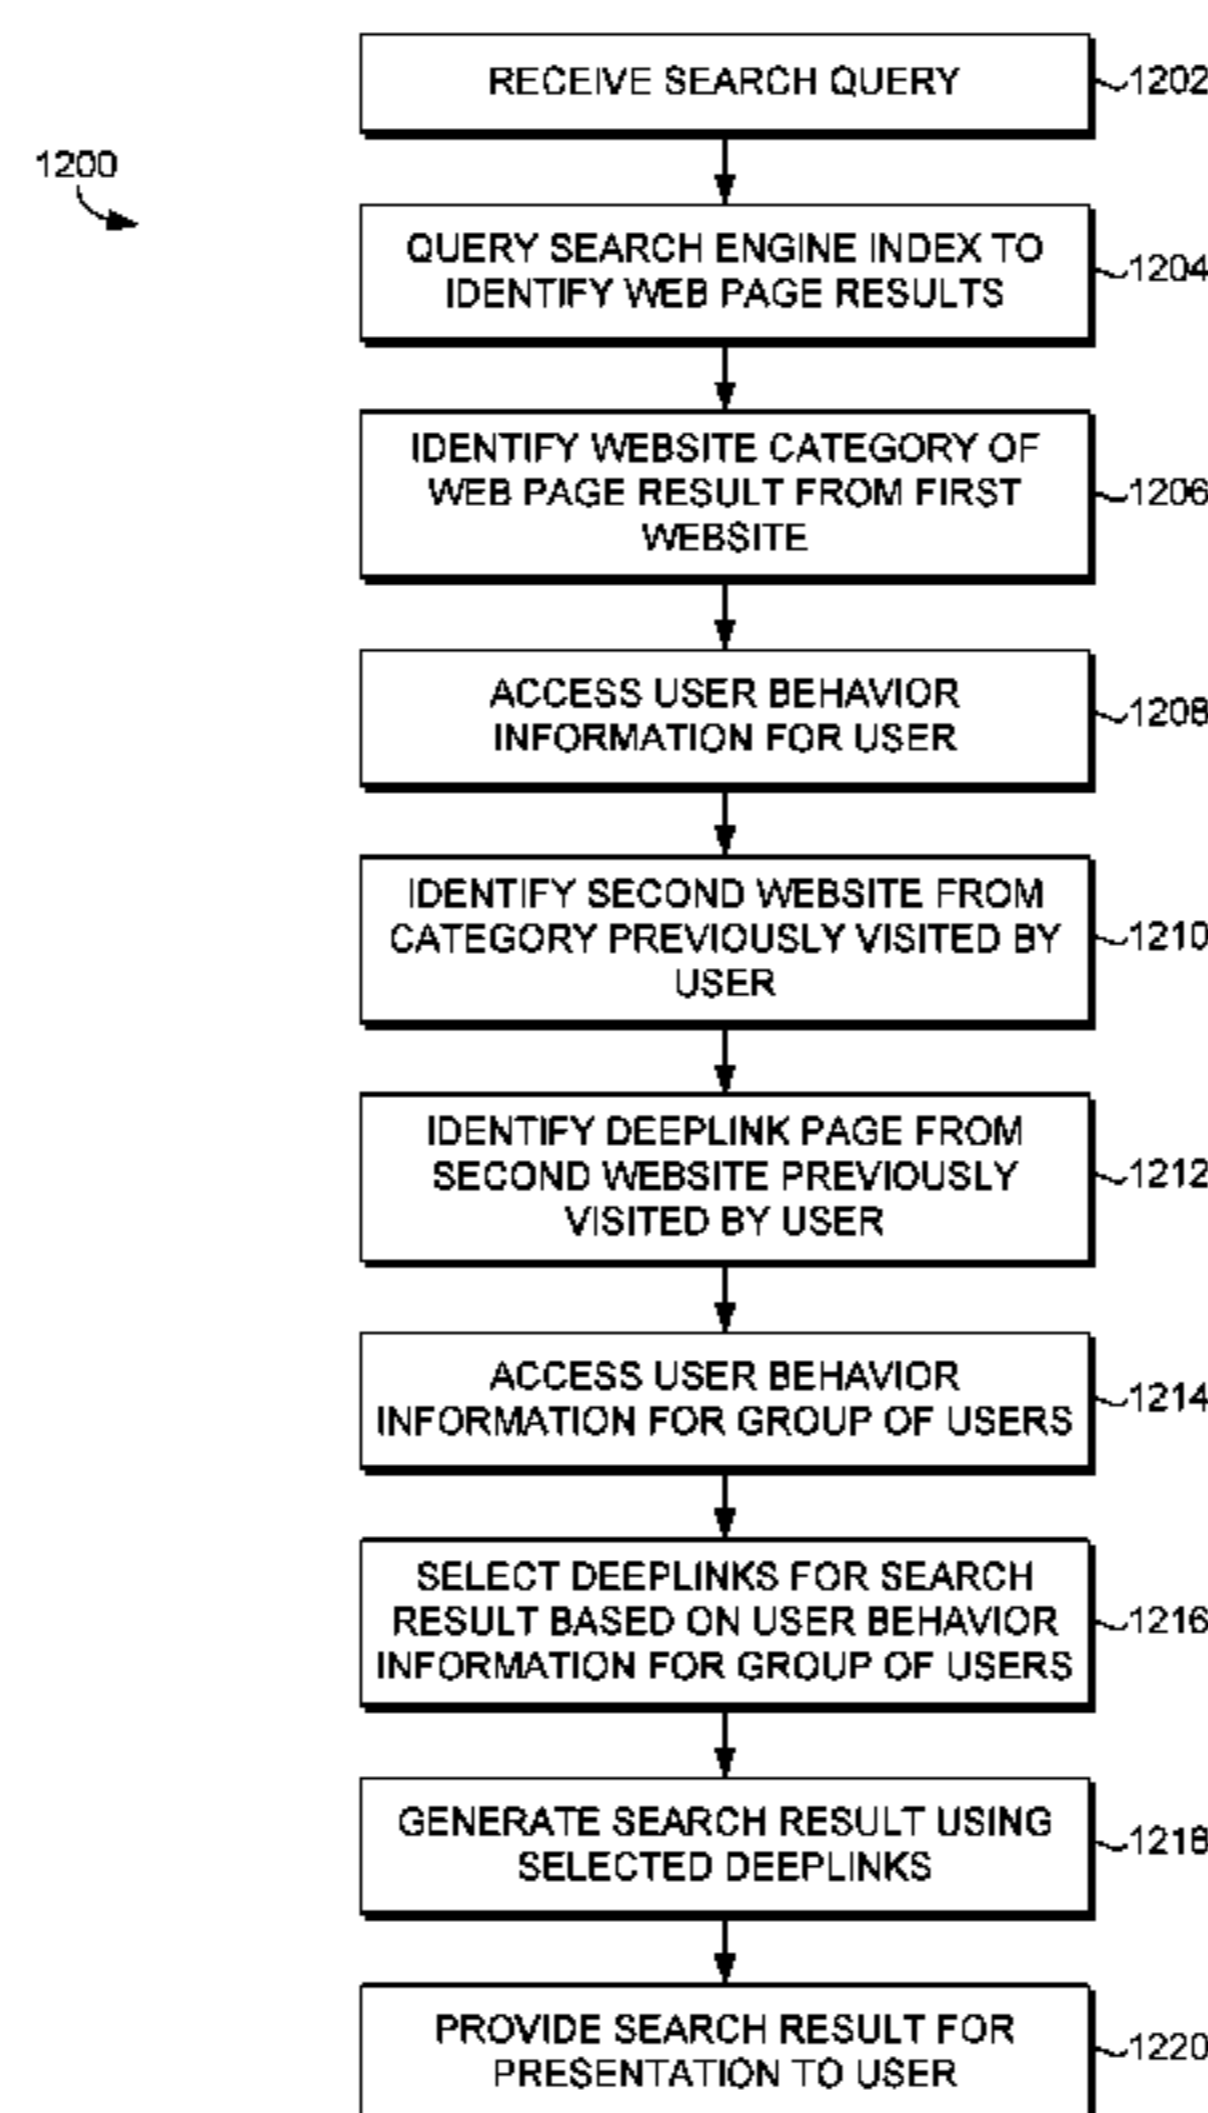 RECEIVE SEARCH QUERY
1202
1200
QUERY SEARCH ENGINE INDEX TO
IDENTIFY WEB PAGE RESULTS
1204
IDENTIFY WEBSITE CATEGORY OF
WEB PAGE RESULT FROM FIRST
WEBSITE
1206
ACCESS USER BEHAVIOR
INFORMATION FOR USER
1208
IDENTIFY SECOND WEBSITE FROM
CATEGORY PREVIOUSLY VISITED BY
USER
1210
IDENTIFY DEEPLINK PAGE FROM
SECOND WEBSITE PREVIOUSLY
VISITED BY USER
1212
ACCESS USER BEHAVIOR
INFORMATION FOR GROUP OF USERS
1214
SELECT DEEPLINKS FOR SEARCH
RESULT BASED ON USER BEHAVIOR
INFORMATION FOR GROUP OF USERS
1216
GENERATE SEARCH RESULT USING
SELECTED DEEPLINKS
1218
PROVIDE SEARCH RESULT FOR
PRESENTATION TO USER
1220